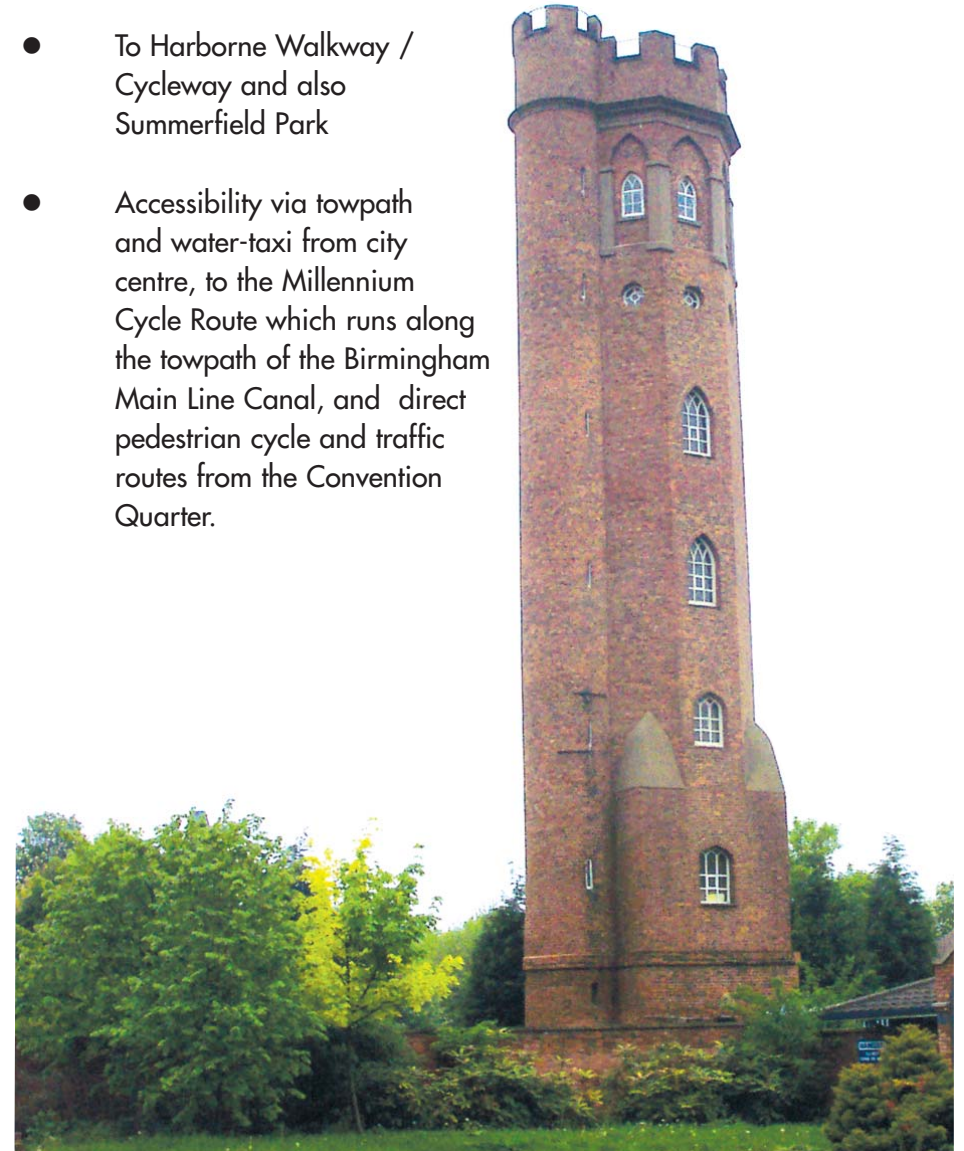 ● To Harborne Walkway /
Cycleway and also
Summerfield Park
● Accessibility via towpath
and water-taxi from city
centre, to the Millennium
Cycle Route which runs along
the towpath of the Birmingham
Main Line Canal, and direct
pedestrian cycle and traffic
routes from the Convention
Quarter.